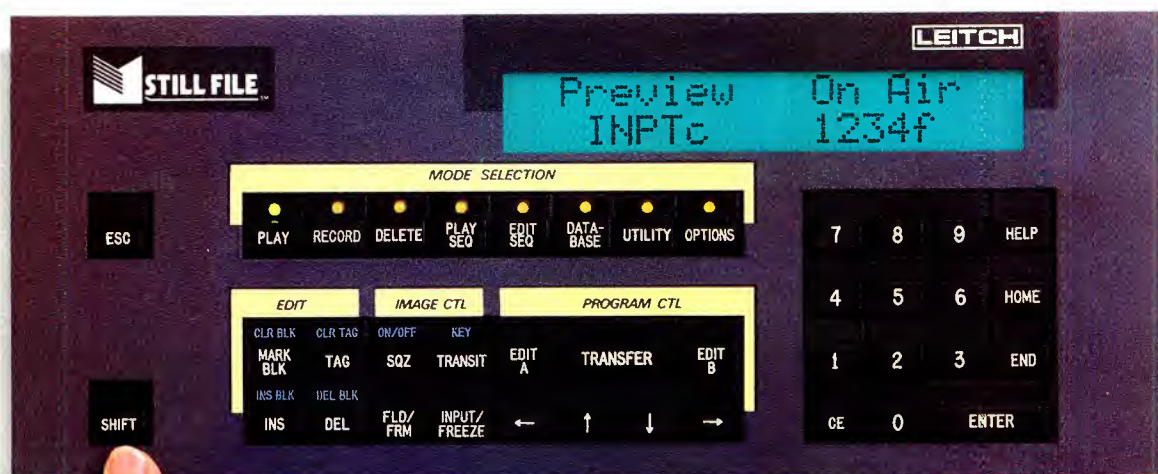 LEITCH
STILL FILE™
Preview On Air
INPTc 1234f
MODE SELECTION
ESC
PLAY RECORD DELETE PLAY SEQ EDIT SEQ DATA-BASE UTILITY OPTIONS
7 8 9 HELP
EDIT IMAGE CTL PROGRAM CTL
4 5 6 HOME
CLR BLK CLR TAG ON/OFF KEY
MARK BLK TAG SQZ TRANSIT EDIT A TRANSFER EDIT B
1 2 3 END
INS BLK DEL BLK
SHIFT
INS DEL FLD/FRM INPUT/FREEZE ← ↑ ↓ →
CE 0 ENTER